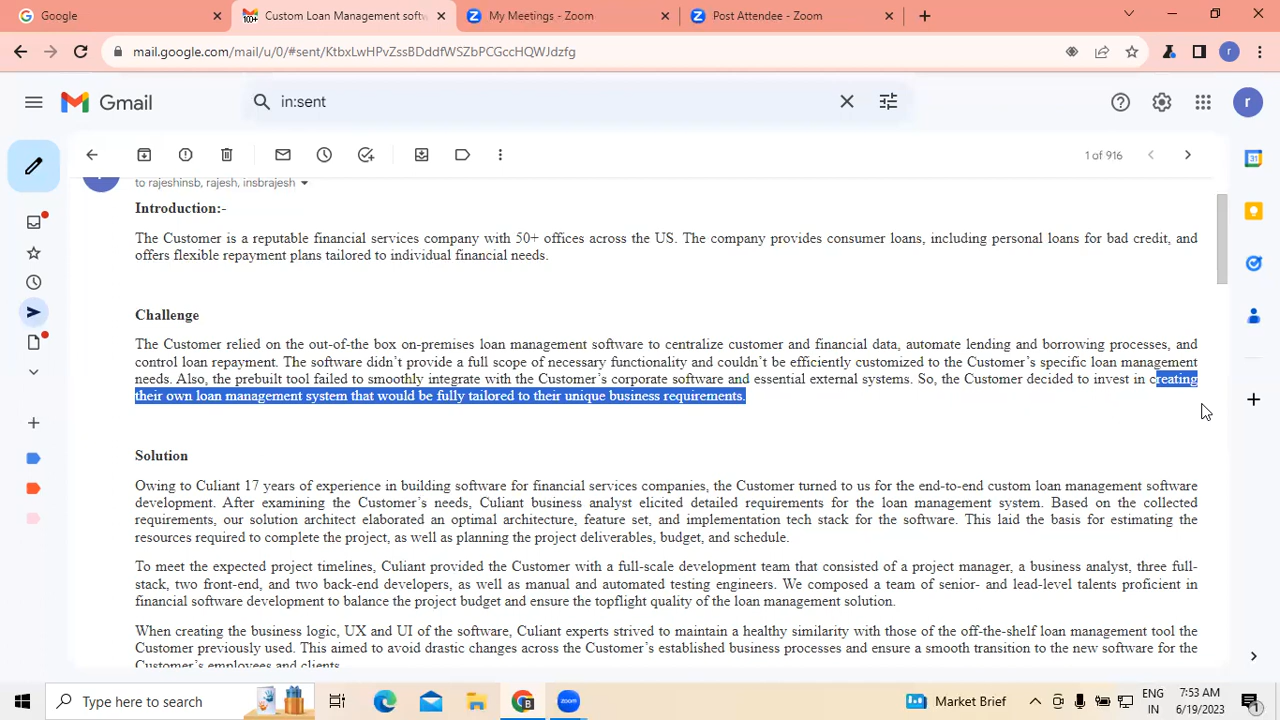 Google
100+
Custom Loan Management softw
My Meetings - Zoom
Post Attendee - Zoom
mail.google.com/mail/u/0/#sent/KtbxLwHPvZssBDddfWSZbPCGccHQWJdzfg
r
Gmail
in:sent
r
1 of 916
to rajeshinsb, rajesh, insbrajesh
31
Introduction:-
The Customer is a reputable financial services company with 50+ offices across the US. The company provides consumer loans, including personal loans for bad credit, and
offers flexible repayment plans tailored to individual financial needs.
Challenge
The Customer relied on the out-of-the box on-premises loan management software to centralize customer and financial data, automate lending and borrowing processes, and
control loan repayment. The software didn't provide a full scope of necessary functionality and couldn't be efficiently customized to the Customer's specific loan management
needs. Also, the prebuilt tool failed to smoothly integrate with the Customer's corporate software and essential external systems. So, the Customer decided to invest in creating
their own loan management system that would be fully tailored to their unique business requirements.
Solution
Owing to Culiant 17 years of experience in building software for financial services companies, the Customer turned to us for the end-to-end custom loan management software
development. After examining the Customer's needs, Culiant business analyst elicited detailed requirements for the loan management system. Based on the collected
requirements, our solution architect elaborated an optimal architecture, feature set, and implementation tech stack for the software. This laid the basis for estimating the
resources required to complete the project, as well as planning the project deliverables, budget, and schedule.
To meet the expected project timelines, Culiant provided the Customer with a full-scale development team that consisted of a project manager, a business analyst, three full-
stack, two front-end, and two back-end developers, as well as manual and automated testing engineers. We composed a team of senior- and lead-level talents proficient in
financial software development to balance the project budget and ensure the topflight quality of the loan management solution.
When creating the business logic, UX and UI of the software, Culiant experts strived to maintain a healthy similarity with those of the off-the-shelf loan management tool the
Customer previously used. This aimed to avoid drastic changes across the Customer's established business processes and ensure a smooth transition to the new software for the
Customer's employees and clients.
Type here to search
zoom
Market Brief
ENG
IN
7:53 AM
6/19/2023
1